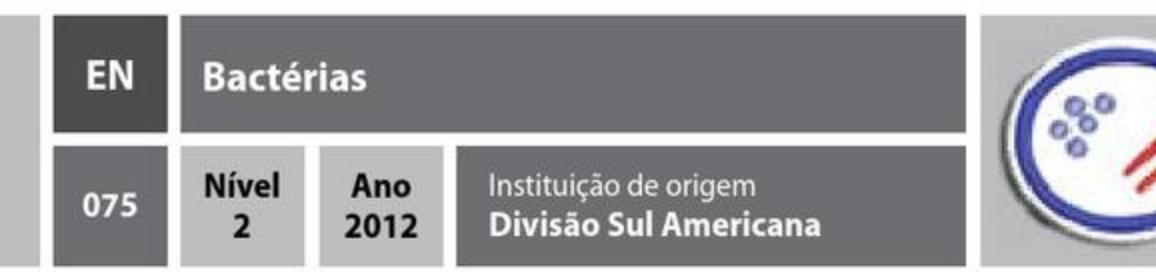 EN
Bactérias
075
Nível
2
Ano
2012
Instituição de origem
Divisão Sul Americana